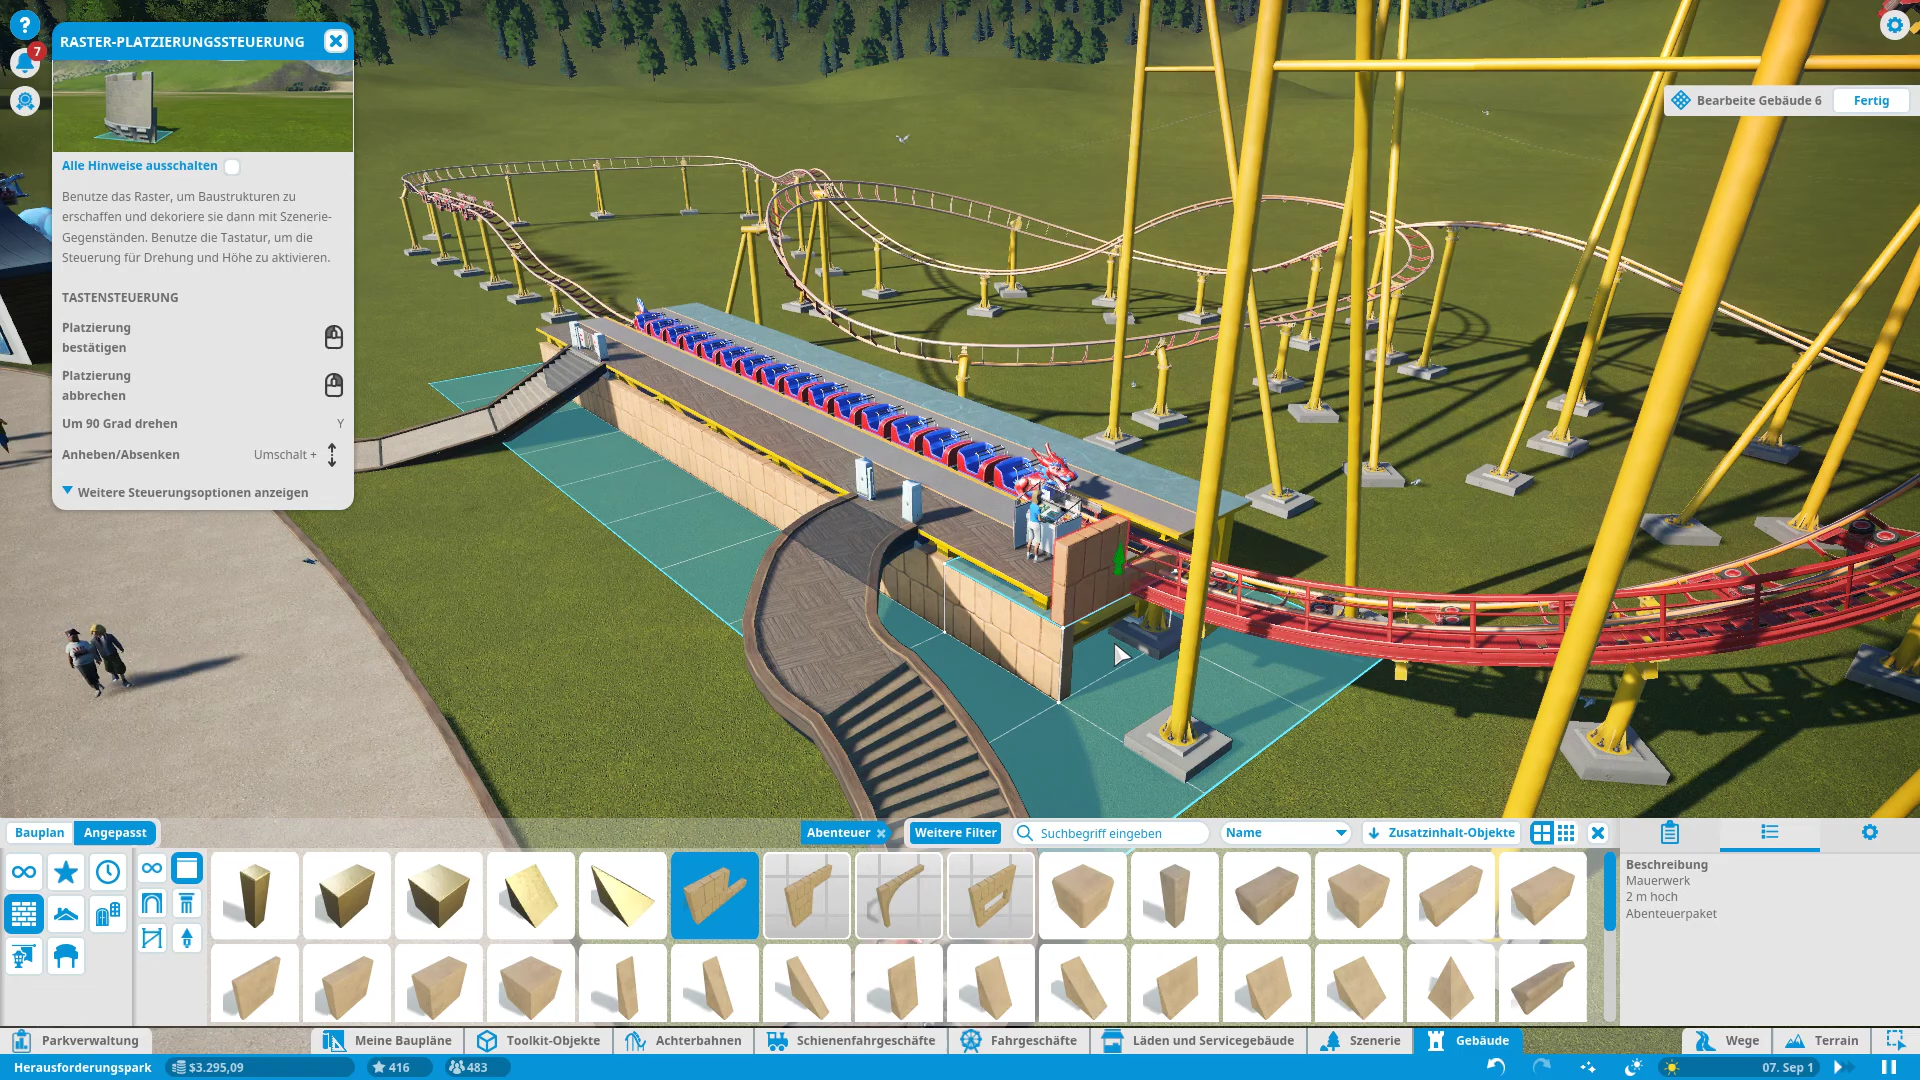 ?
7
RASTER-PLATZIERUNGSSTEUERUNG
Alle Hinweise ausschalten
Benutze das Raster, um Baustrukturen zu
erschaffen und dekoriere sie dann mit Szenerie-
Gegenständen. Benutze die Tastatur, um die
Steuerung für Drehung und Höhe zu aktivieren.
TASTENSTEUERUNG
Platzierung
bestätigen
Platzierung
abbrechen
Um 90 Grad drehen Y
Anheben/Absenken Umschalt +
Weitere Steuerungsoptionen anzeigen
Bearbeite Gebäude 6 Fertig
Bauplan Angepasst Abenteuer Weitere Filter Suchbegriff eingeben Name Zusatzinhalt-Objekte
Beschreibung
Mauerwerk
2 m hoch
Abenteuerpaket
Parkverwaltung Meine Baupläne Toolkit-Objekte Achterbahnen Schienenfahrgeschäfte Fahrgeschäfte Läden und Servicegebäude Szenerie Gebäude Wege Terrain
Herausforderungspark $3.295,09 416 483 07. Sep 1